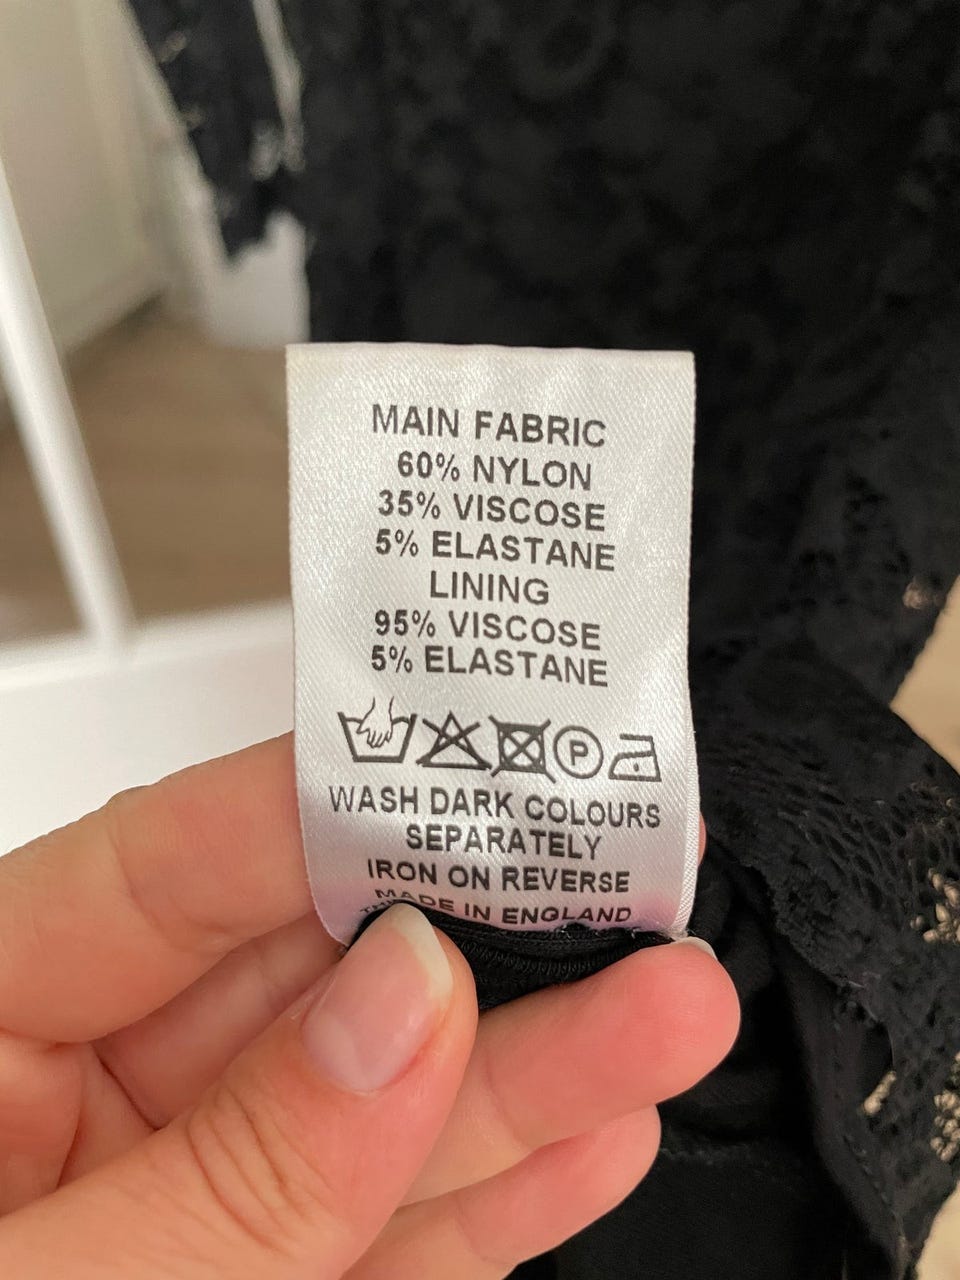 MAIN FABRIC
60% NYLON
35% VISCOSE
5% ELASTANE
LINING
95% VISCOSE
5% ELASTANE
P
WASH DARK COLOURS
SEPARATELY
IRON ON REVERSE
MADE IN ENGLAND